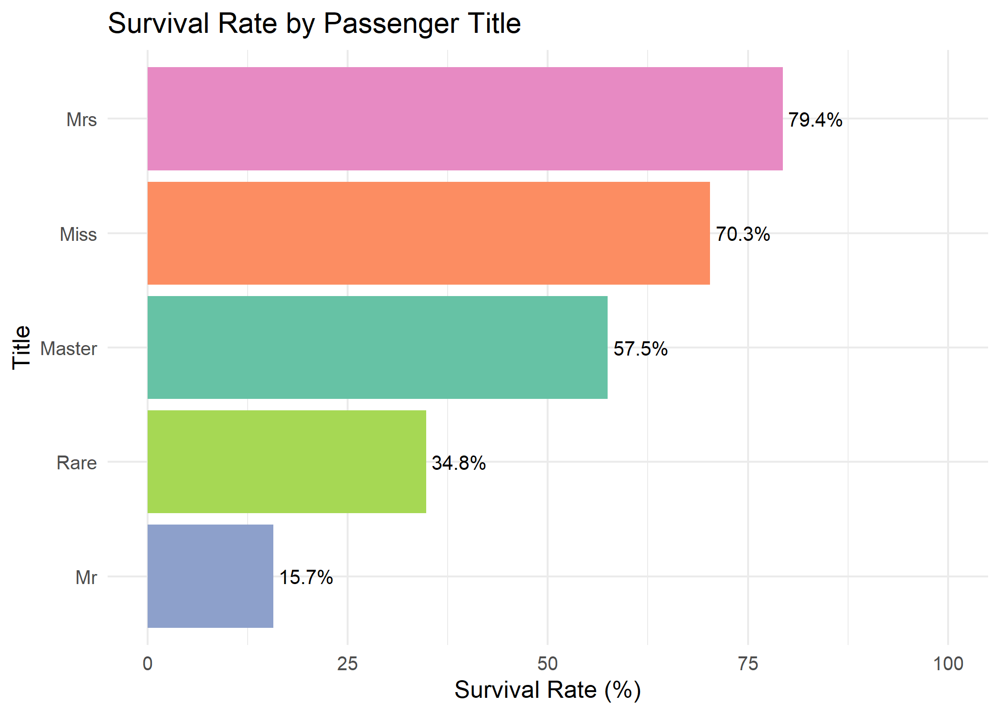 Survival Rate by Passenger Title
Title
Mrs
79.4%
Miss
70.3%
Master
57.5%
Rare
34.8%
Mr
15.7%
0 25 50 75 100
Survival Rate (%)